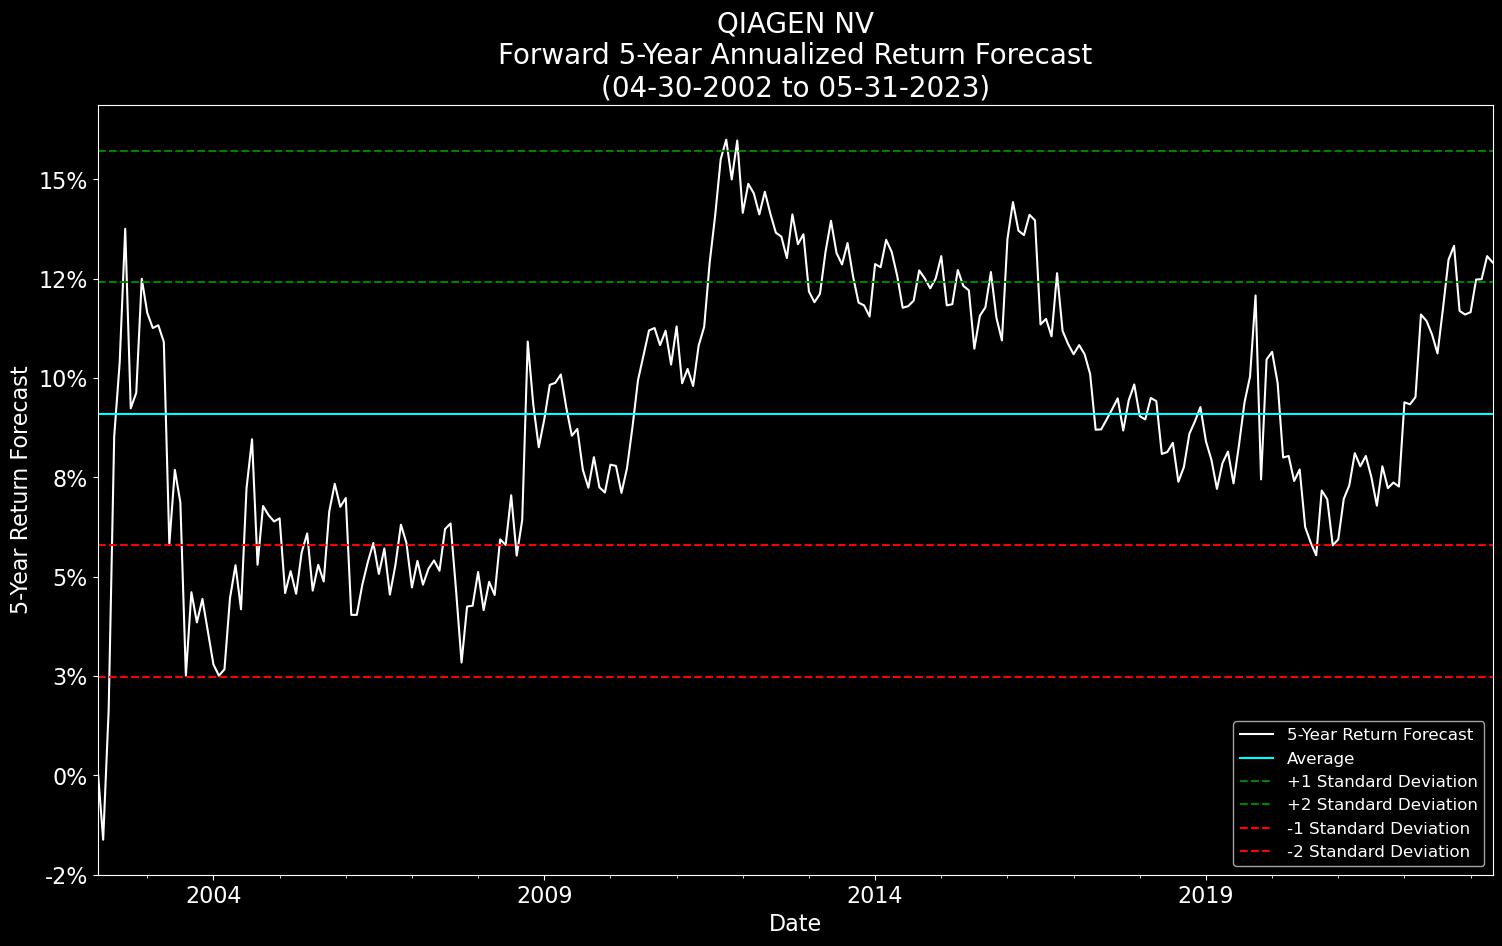 QIAGEN NV
Forward 5-Year Annualized Return Forecast
(04-30-2002 to 05-31-2023)
5-Year Return Forecast
15%
12%
10%
8%
5%
3%
0%
-2%
2004
2009
2014
2019
Date
5-Year Return Forecast
Average
+1 Standard Deviation
+2 Standard Deviation
-1 Standard Deviation
-2 Standard Deviation